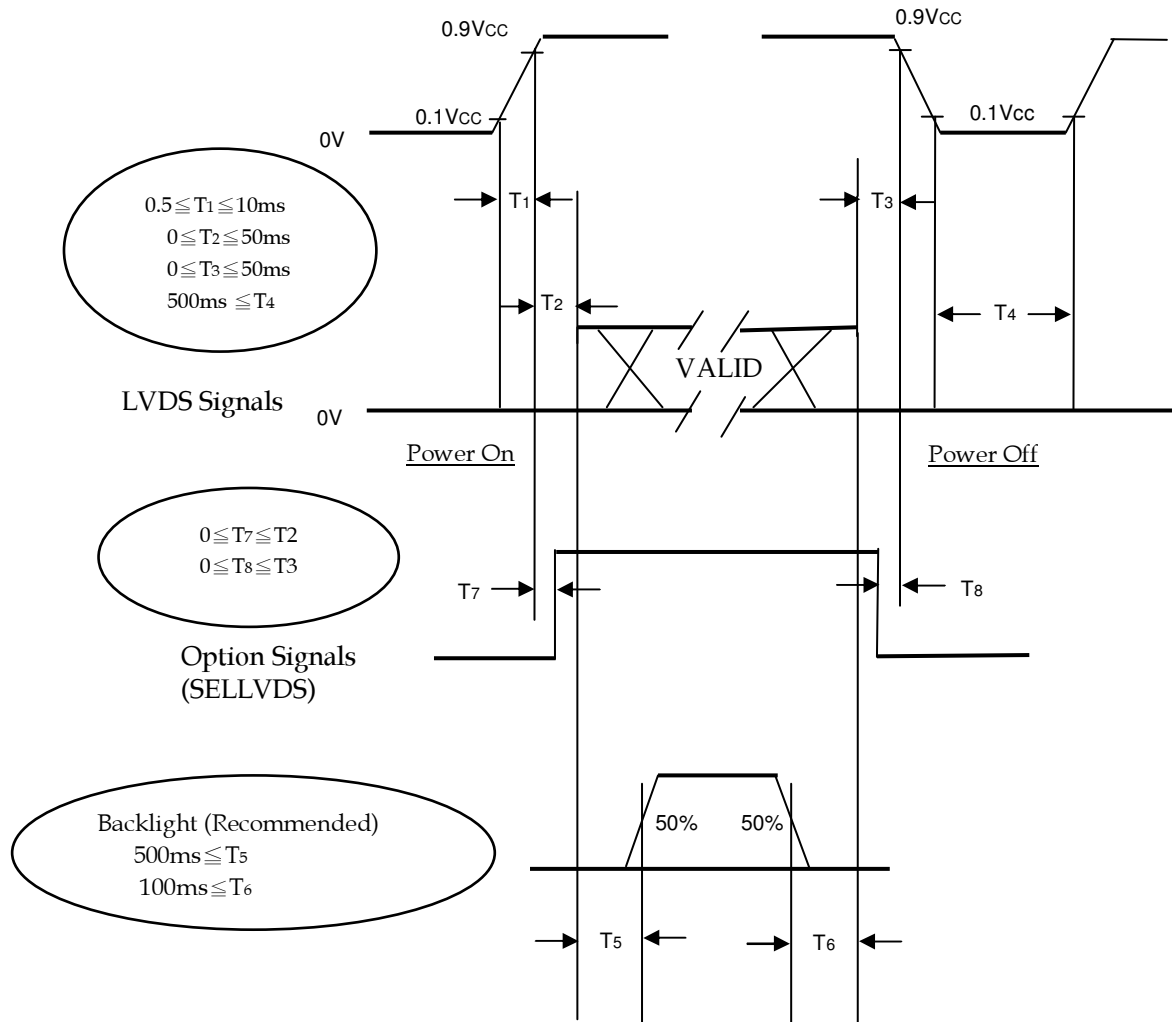 0.9Vcc
0.9Vcc
0.1Vcc
0.1Vcc
0V
0.5≦T1≦10ms
0≦T2≦50ms
0≦T3≦50ms
500ms ≦T4
T1
T3
T2
T4
VALID
LVDS Signals
0V
Power On
Power Off
0≦T7≦T2
0≦T8≦T3
T7
T8
Option Signals
(SELLVDS)
Backlight (Recommended)
500ms≦T5
100ms≦T6
50%
50%
T5
T6